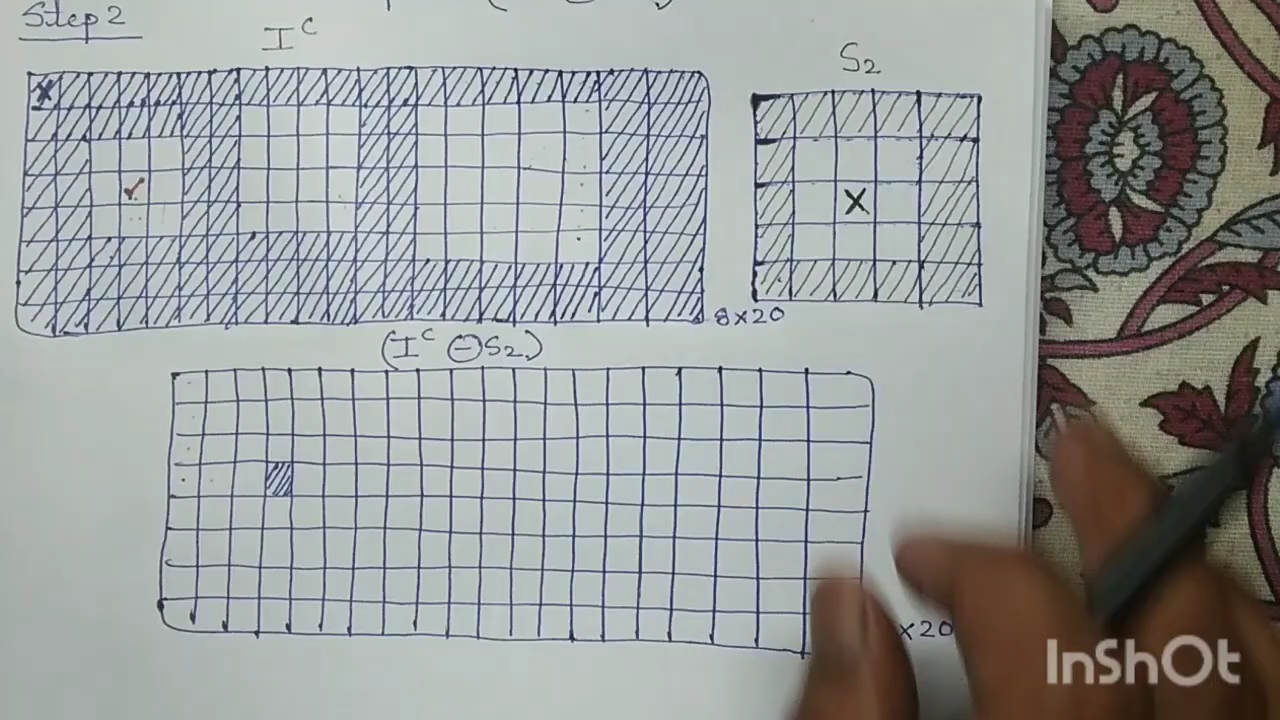 Step 2
I^C
S₂
X
✓
X
8×20
(I^C ⊖ S₂)
×20
InShOt